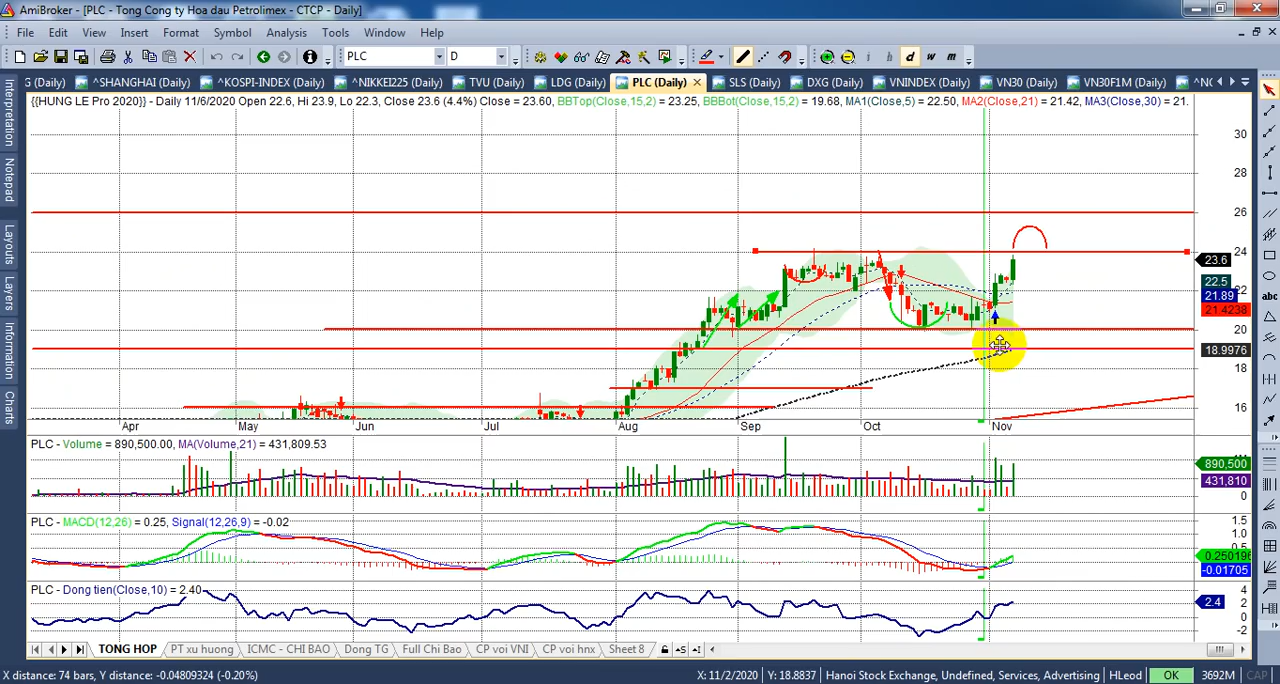 AmiBroker - [PLC - Tong Cong ty Hoa dau Petrolimex - CTCP - Daily]
File Edit View Insert Format Symbol Analysis Tools Window Help
PLC D i h d w m
G (Daily) ^SHANGHAI (Daily) ^KOSPI-INDEX (Daily) ^NIKKEI225 (Daily) TVU (Daily) LDG (Daily) PLC (Daily) SLS (Daily) DXG (Daily) VNINDEX (Daily) VN30 (Daily) VN30F1M (Daily)
{{HUNG LE Pro 2020}} - Daily 11/6/2020 Open 22.6, Hi 23.9, Lo 22.3, Close 23.6 (4.4%) Close = 23.60, BBTop(Close,15,2) = 23.25, BBBot(Close,15,2) = 19.68, MA1(Close,5) = 22.50, MA2(Close,21) = 21.42, MA3(Close,30) = 21.
Interpretation
Notepad
Layouts
Layers
Information
Charts
abc
30
28
26
24
23.6
22.5
22
21.89
21.4238
20
18.9976
18
16
Apr May Jun Jul Aug Sep Oct Nov
PLC - Volume = 890,500.00, MA(Volume,21) = 431,809.53
890,500
431,810
0
PLC - MACD(12,26) = 0.25, Signal(12,26,9) = -0.02
1.5
1.0
0.5
0.250196
-0.01705
PLC - Dong tien(Close,10) = 2.40
4
2.4
2
0
-2
TONG HOP PT xu huong ICMC - CHI BAO Dong TG Full Chi Bao CP voi VNI CP voi hnx Sheet 8
X distance: 74 bars, Y distance: -0.04809324 (-0.20%) X: 11/2/2020 Y: 18.8837 Hanoi Stock Exchange, Undefined, Services, Advertising HLeod OK 3692M CAP